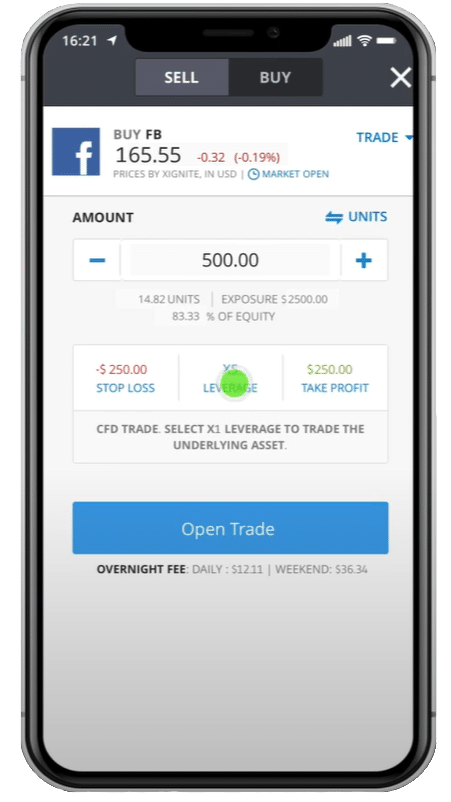 16:21
SELL BUY
BUY FB
TRADE
165.55 -0.32 (-0.19%)
PRICES BY XIGNITE, IN USD | MARKET OPEN
AMOUNT UNITS
500.00
14.82 UNITS | EXPOSURE $2500.00
83.33 % OF EQUITY
-$ 250.00 X5 $250.00
STOP LOSS LEVERAGE TAKE PROFIT
CFD TRADE. SELECT X1 LEVERAGE TO TRADE THE
UNDERLYING ASSET.
Open Trade
OVERNIGHT FEE: DAILY : $12.11 | WEEKEND: $36.34